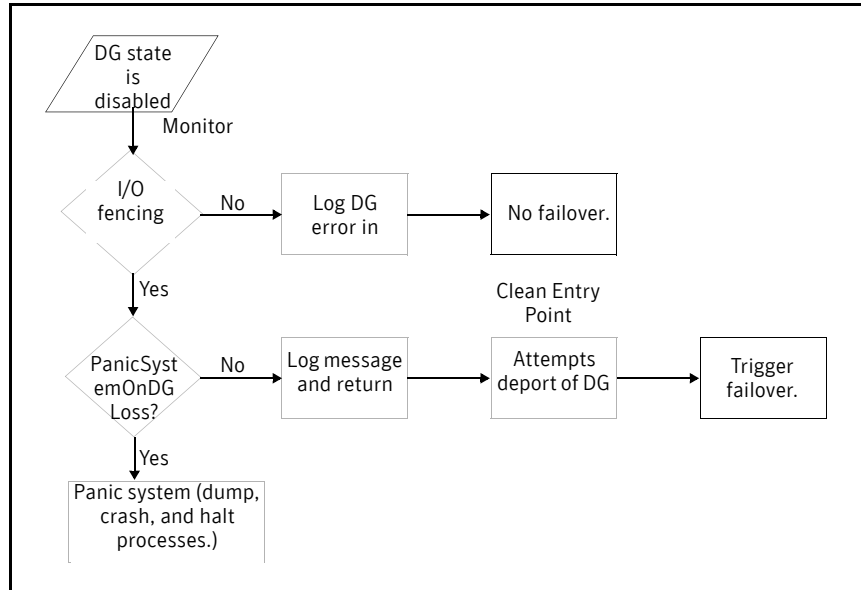 DG state
is
disabled
Monitor
I/O
fencing
No
Log DG
error in
No failover.
Yes
Clean Entry
Point
PanicSyst
emOnDG
Loss?
No
Log message
and return
Attempts
deport of DG
Trigger
failover.
Yes
Panic system (dump,
crash, and halt
processes.)